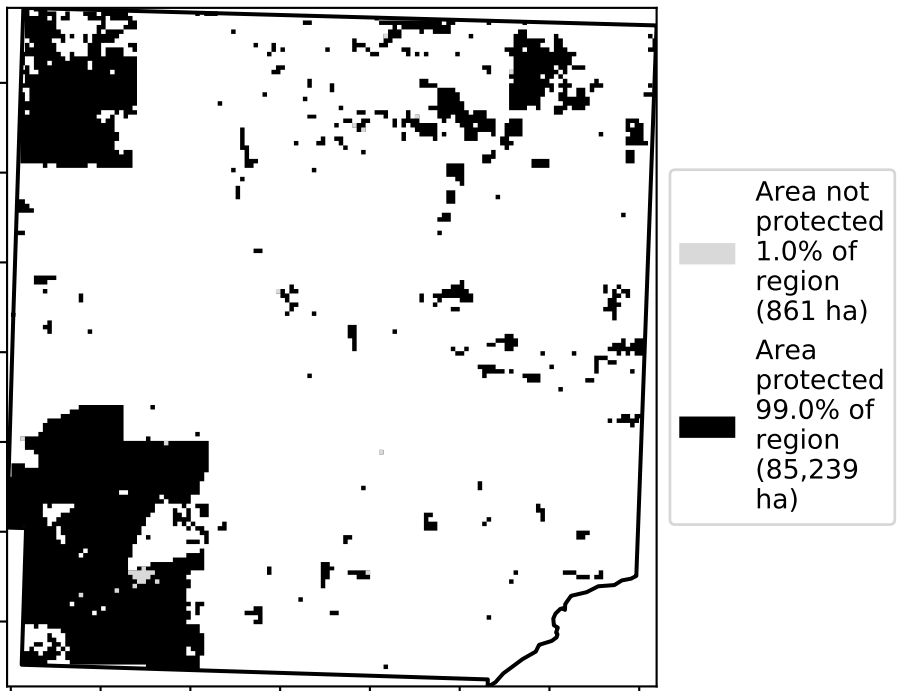 Area not
protected
1.0% of
region
(861 ha)
Area
protected
99.0% of
region
(85,239
ha)